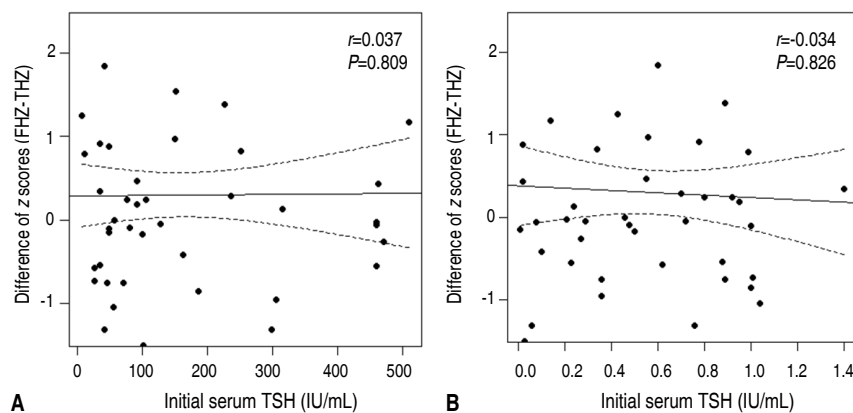 r=0.037
P=0.809
Difference of z scores (FHZ-THZ)
2
1
0
-1
0 100 200 300 400 500
A
Initial serum TSH (IU/mL)
r=-0.034
P=0.826
Difference of z scores (FHZ-THZ)
2
1
0
-1
0.0 0.2 0.4 0.6 0.8 1.0 1.2 1.4
B
Initial serum TSH (IU/mL)